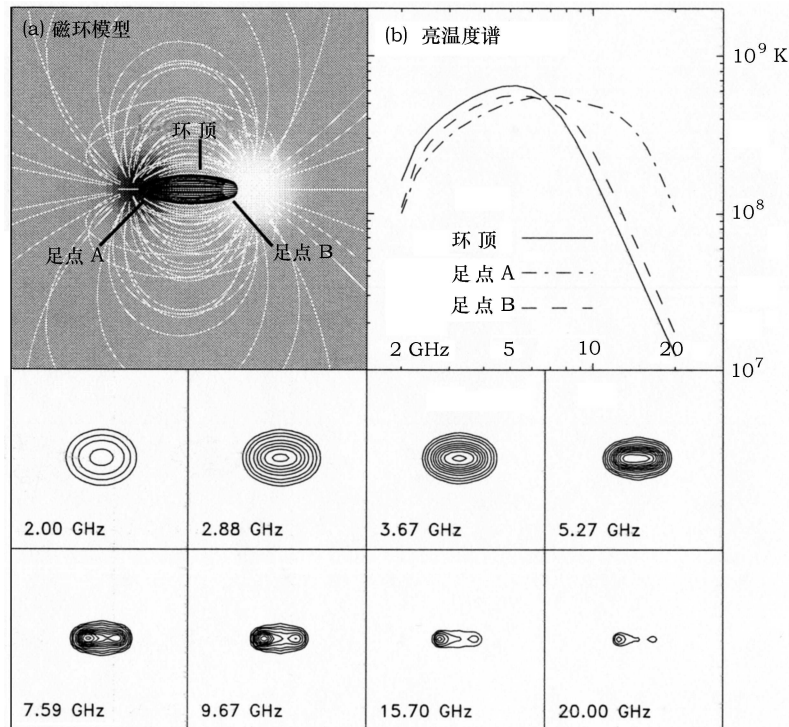 (a) 磁环模型
环 顶
足点 A
足点 B
(b) 亮温度谱
10⁹ K
10⁸
10⁷
环 顶
足 点 A
足 点 B
2 GHz 5 10 20
2.00 GHz
2.88 GHz
3.67 GHz
5.27 GHz
7.59 GHz
9.67 GHz
15.70 GHz
20.00 GHz